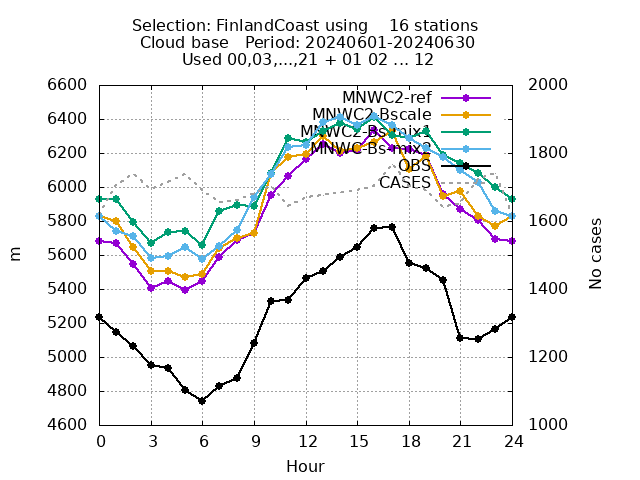 Selection: FinlandCoast using    16 stations
Cloud base   Period: 20240601-20240630
Used 00,03,...,21 + 01 02 ... 12
6600
6400
6200
6000
5800
5600
5400
5200
5000
4800
4600
m
2000
1800
1600
1400
1200
1000
No cases
MNWC2-ref
MNWC2-Bscale
MNWC2-Bs-mix1
MNWC-Bs-mix2
OBS
CASES
0 3 6 9 12 15 18 21 24
Hour